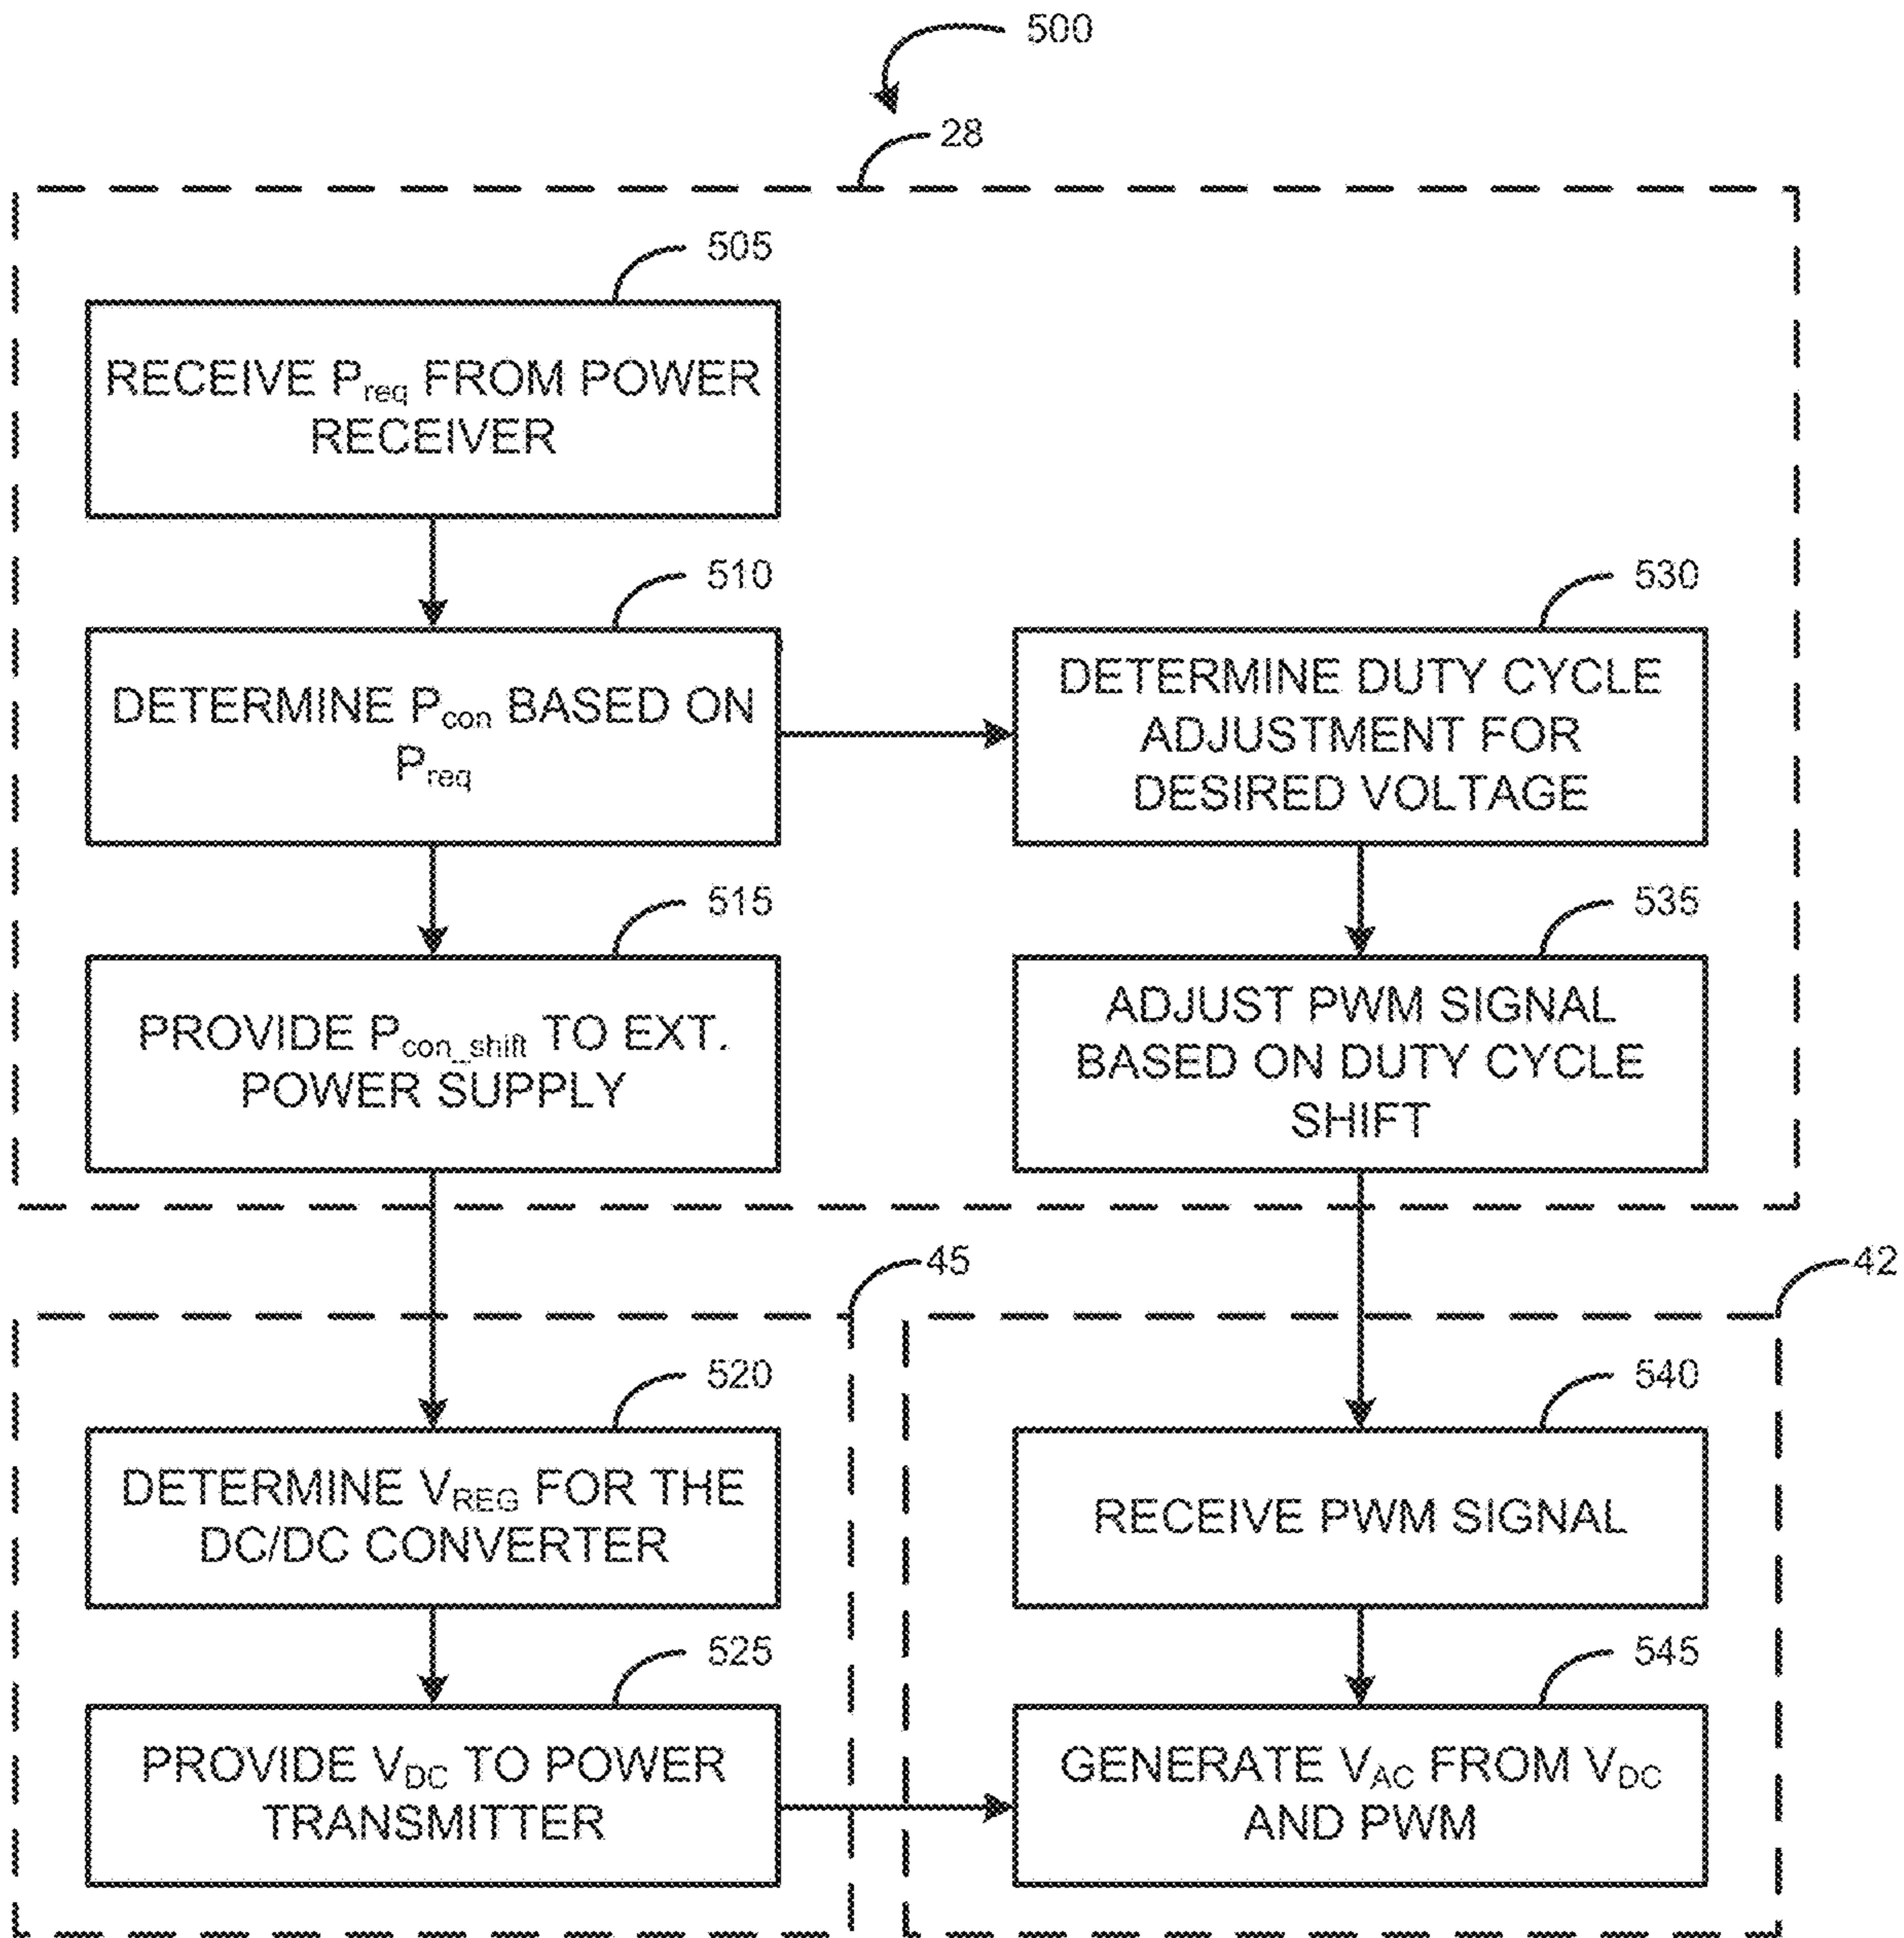 500
28
505
RECEIVE Preq FROM POWER
RECEIVER
510
DETERMINE Pcon BASED ON
Preq
515
PROVIDE Pcon_shift TO EXT.
POWER SUPPLY
530
DETERMINE DUTY CYCLE
ADJUSTMENT FOR
DESIRED VOLTAGE
535
ADJUST PWM SIGNAL
BASED ON DUTY CYCLE
SHIFT
45
520
DETERMINE VREG FOR THE
DC/DC CONVERTER
525
PROVIDE VDC TO POWER
TRANSMITTER
42
540
RECEIVE PWM SIGNAL
545
GENERATE VAC FROM VDC
AND PWM